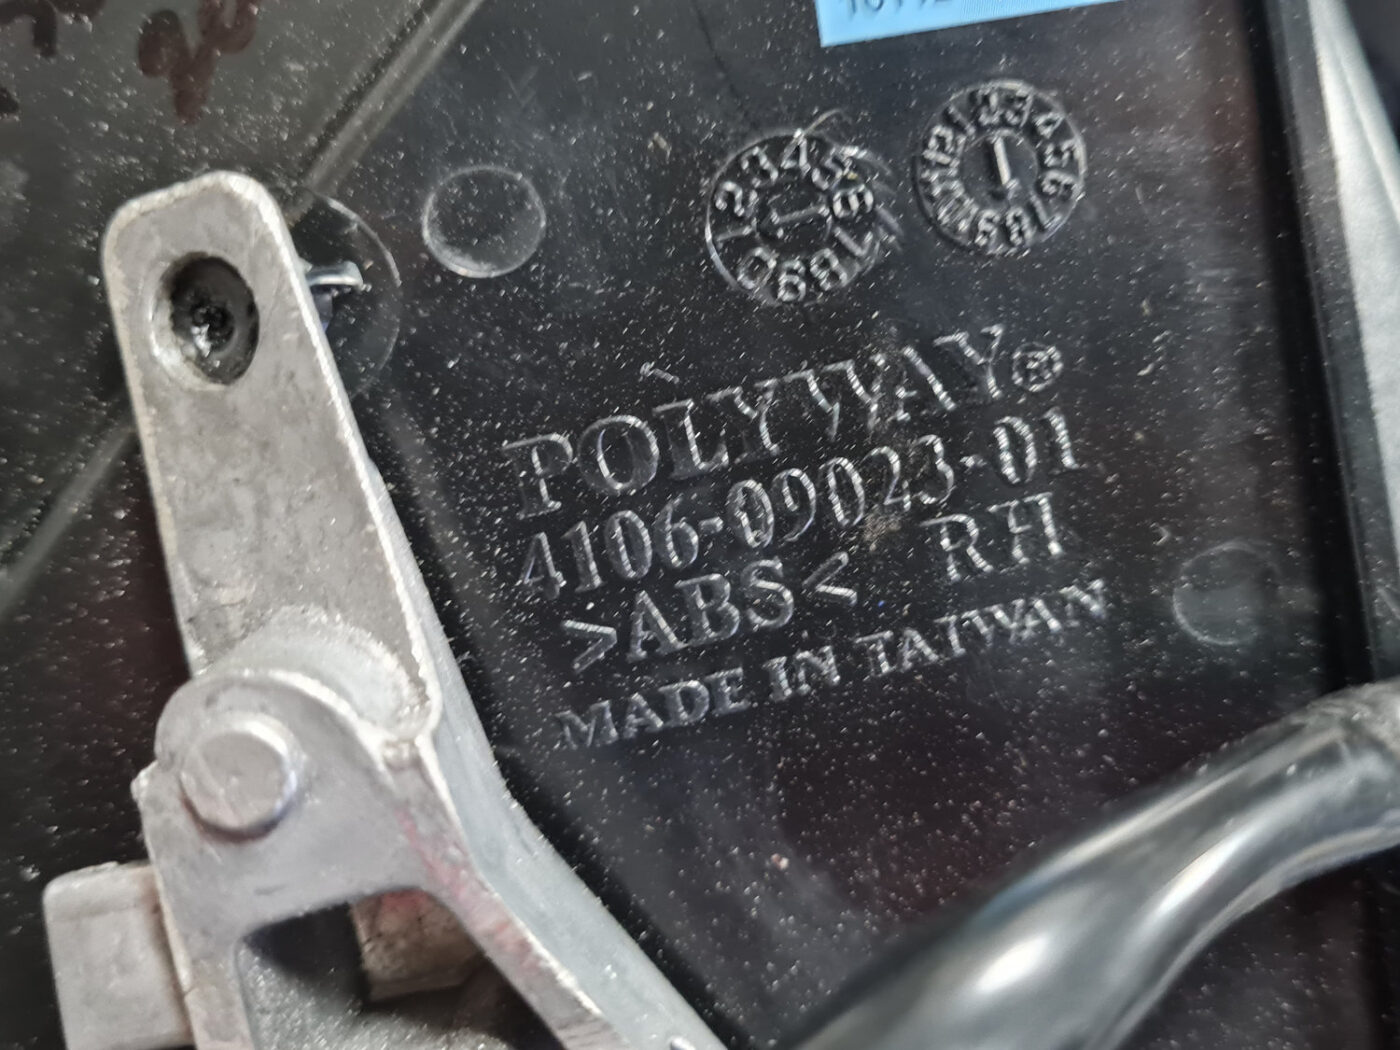 POLYWAY®
4106-09023-01
>ABS< RH
MADE IN TAIWAN